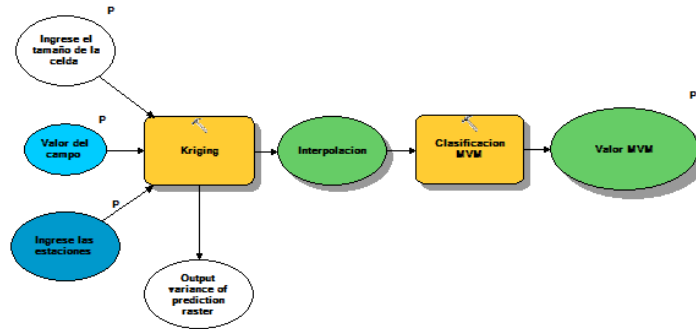 P
Ingrese el
tamaño de la
celda
P
Valor del
campo
P
Ingrese las
estaciones
Kriging
Output
variance of
prediction
raster
Interpolacion
Clasificacion
MVM
P
Valor MVM